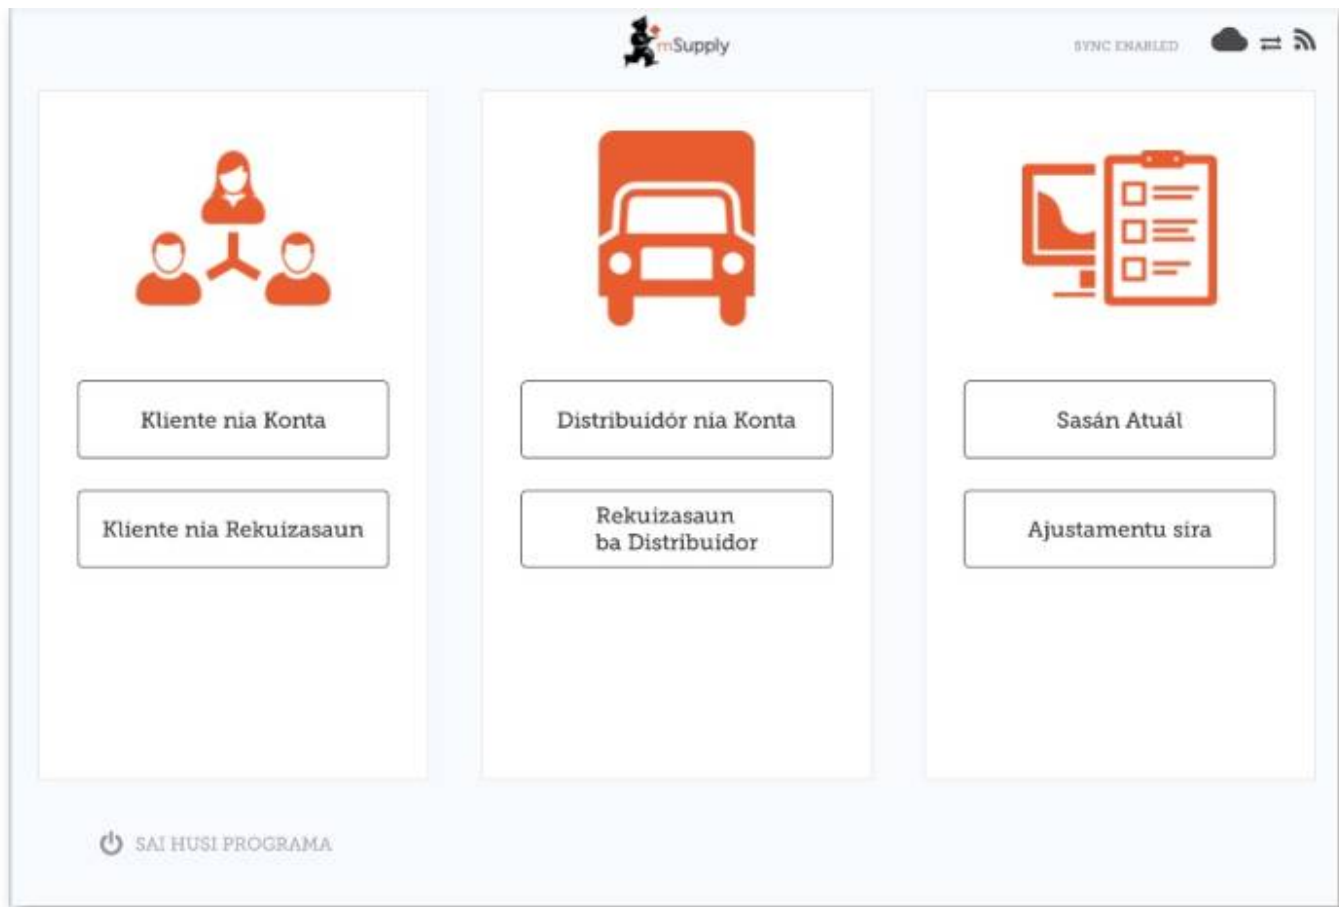 mSupply
SYNC ENABLED
Kliente nia Konta
Kliente nia Rekuizasaun
Distribuidór nia Konta
Rekuizasaun
ba Distribuidor
Sasán Atuál
Ajustamentu sira
SAI HUSI PROGRAMA